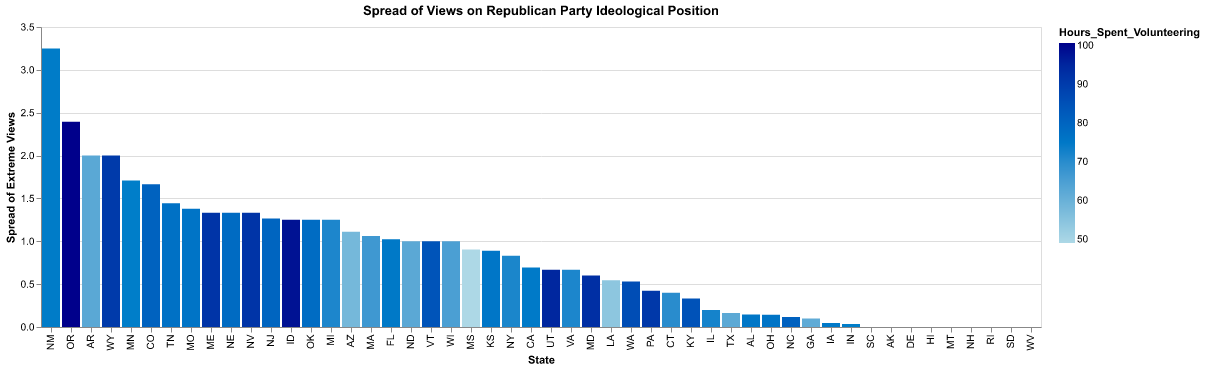 Spread of Views on Republican Party Ideological Position
Hours_Spent_Volunteering
3.5
3.0
2.5
2.0
1.5
1.0
0.5
0.0
Spread of Extreme Views
NM OR AR WY MN CO TN MO ME NE NV NJ ID OK MI AZ MA FL ND VT WI MS KS NY CA UT VA MD LA WA PA CT KY IL TX AL OH NC GA IA IN SC AK DE HI MT NH RI SD WV
State
100
90
80
70
60
50